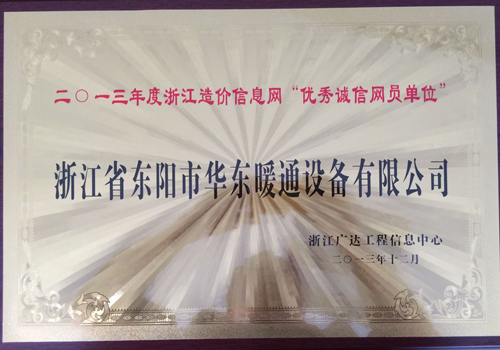 二〇一三年度浙江造价信息网“优秀诚信网员单位”
浙江省东阳市华东暖通设备有限公司
浙江广达工程信息中心
二〇一三年十二月